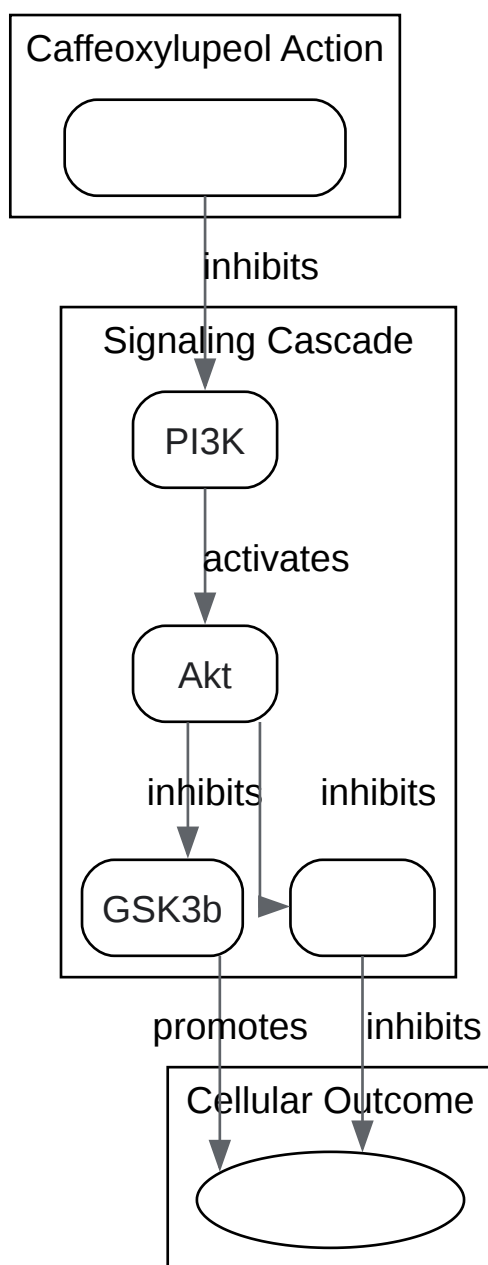 Caffeoxylupeol Action
inhibits
Signaling Cascade
PI3K
activates
Akt
inhibits
inhibits
GSK3b
promotes
inhibits
Cellular Outcome